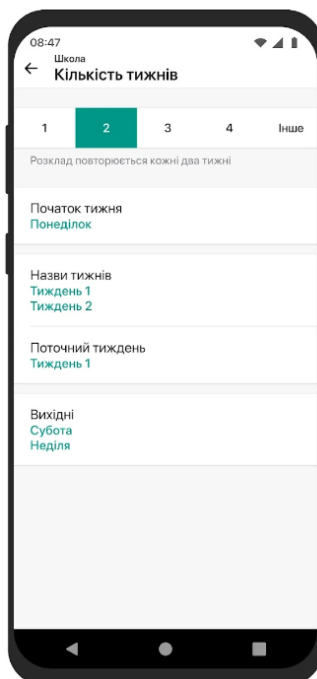 08:47
Школа
Кількість тижнів
1 2 3 4 Інше
Розклад повторюється кожні два тижні
Початок тижня
Понеділок
Назви тижнів
Тиждень 1
Тиждень 2
Поточний тиждень
Тиждень 1
Вихідні
Субота
Неділя